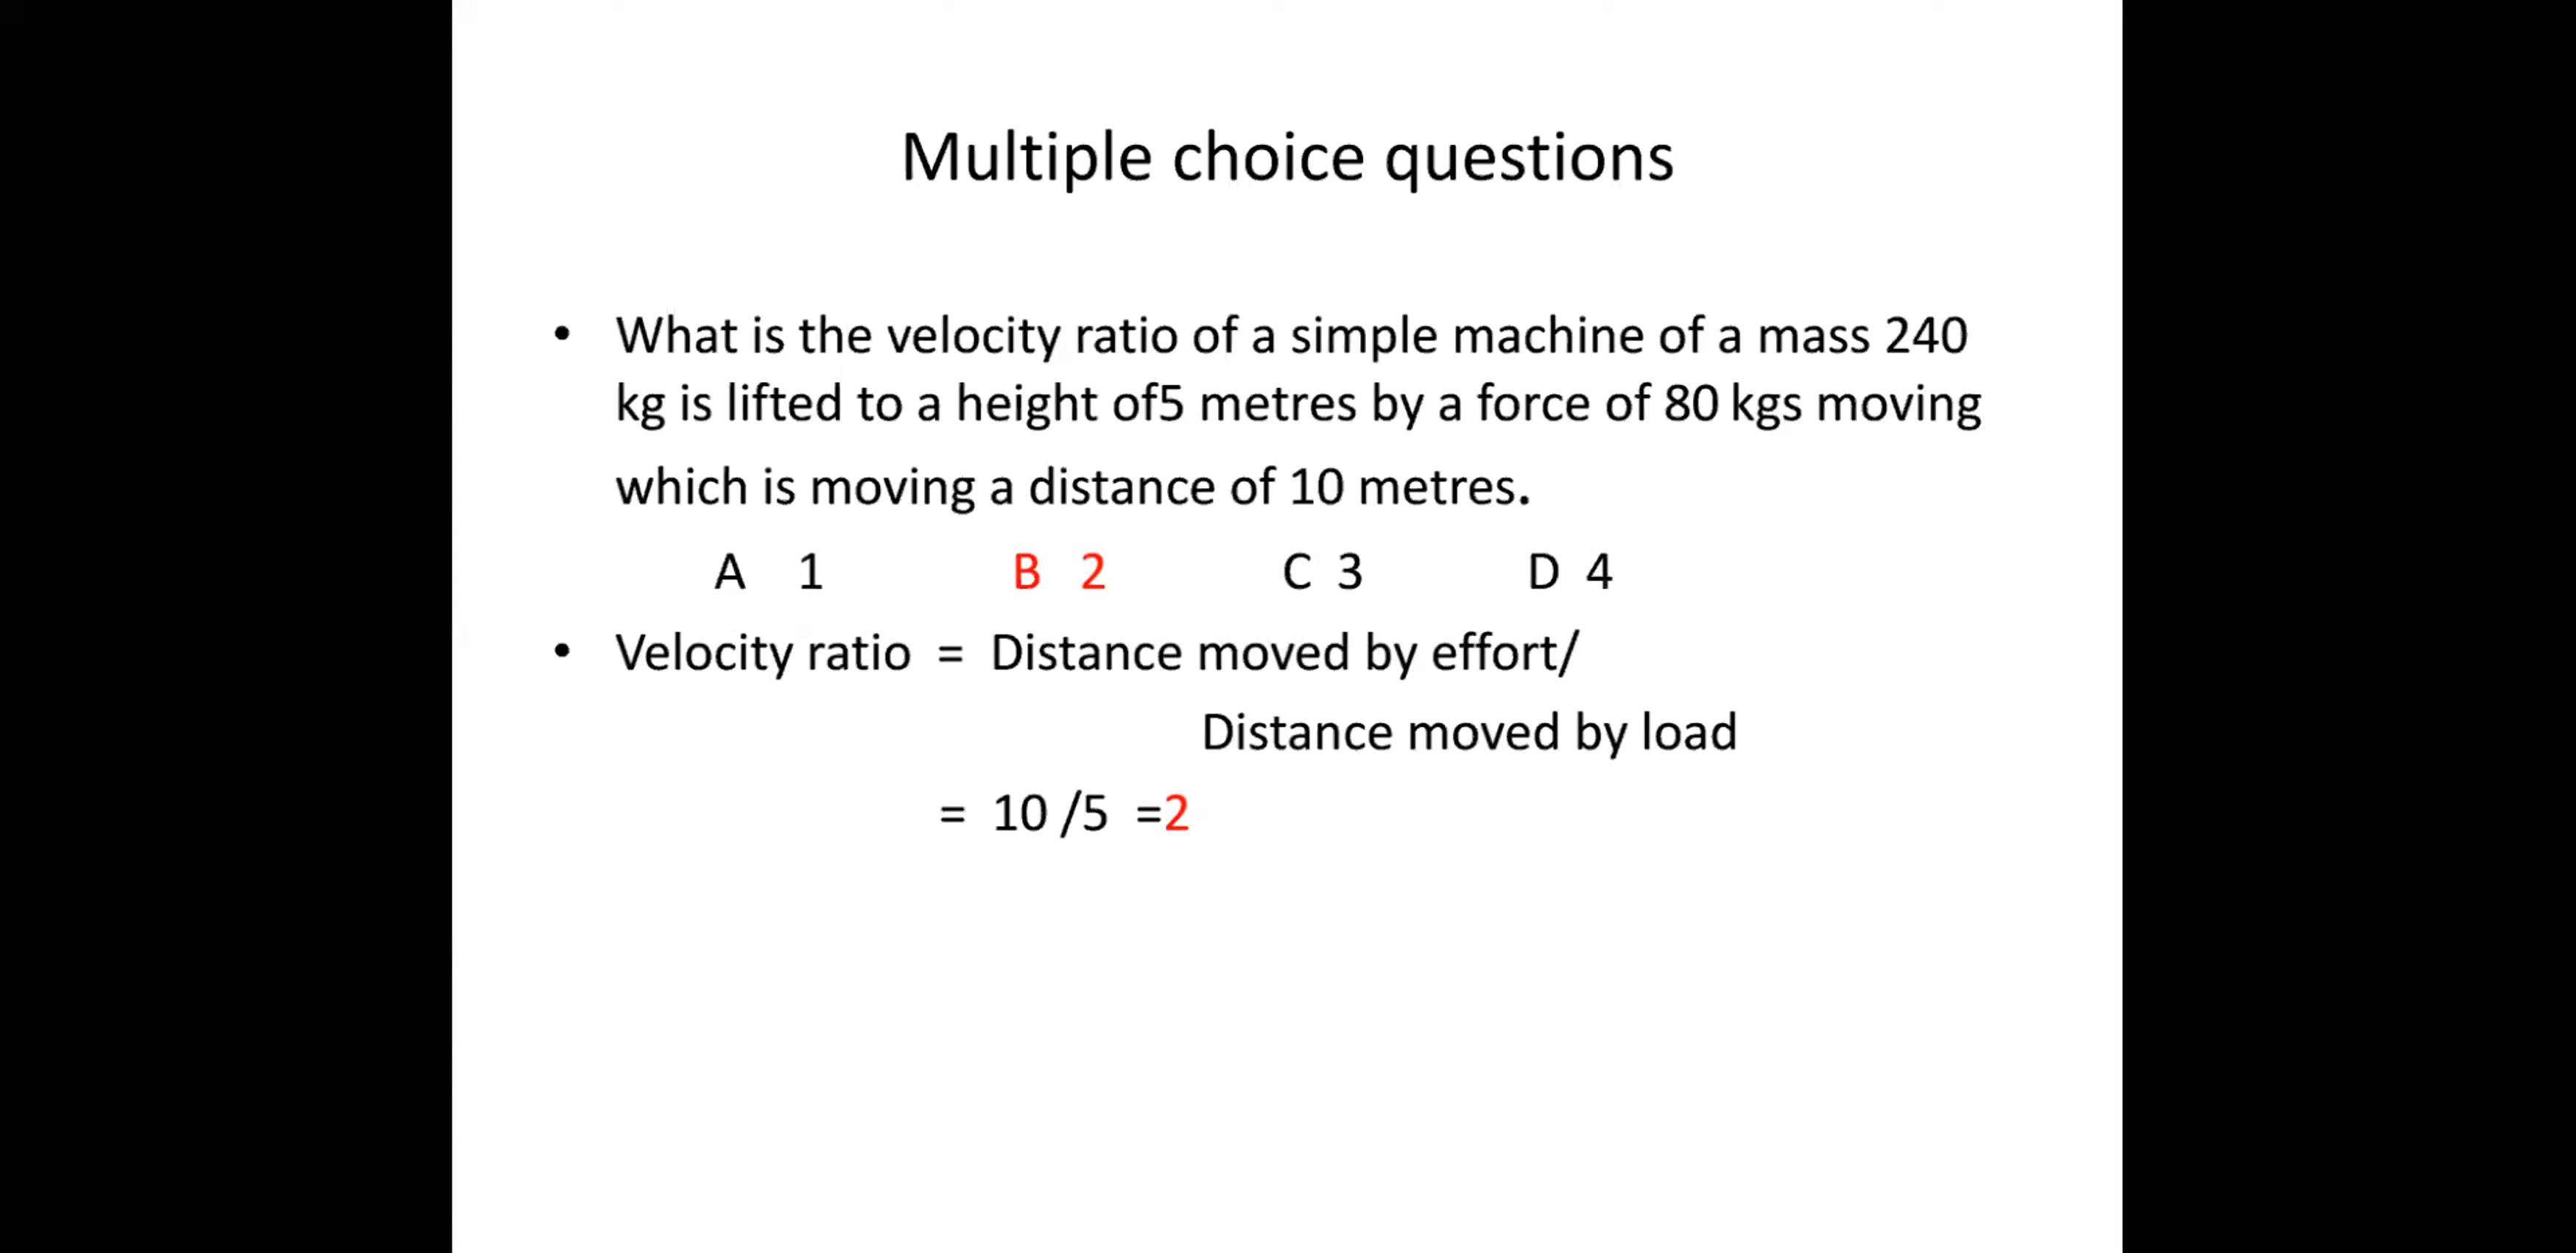 Multiple choice questions
• What is the velocity ratio of a simple machine of a mass 240
kg is lifted to a height of5 metres by a force of 80 kgs moving
which is moving a distance of 10 metres.
A 1 B 2 C 3 D 4
• Velocity ratio = Distance moved by effort/
Distance moved by load
= 10 /5 =2